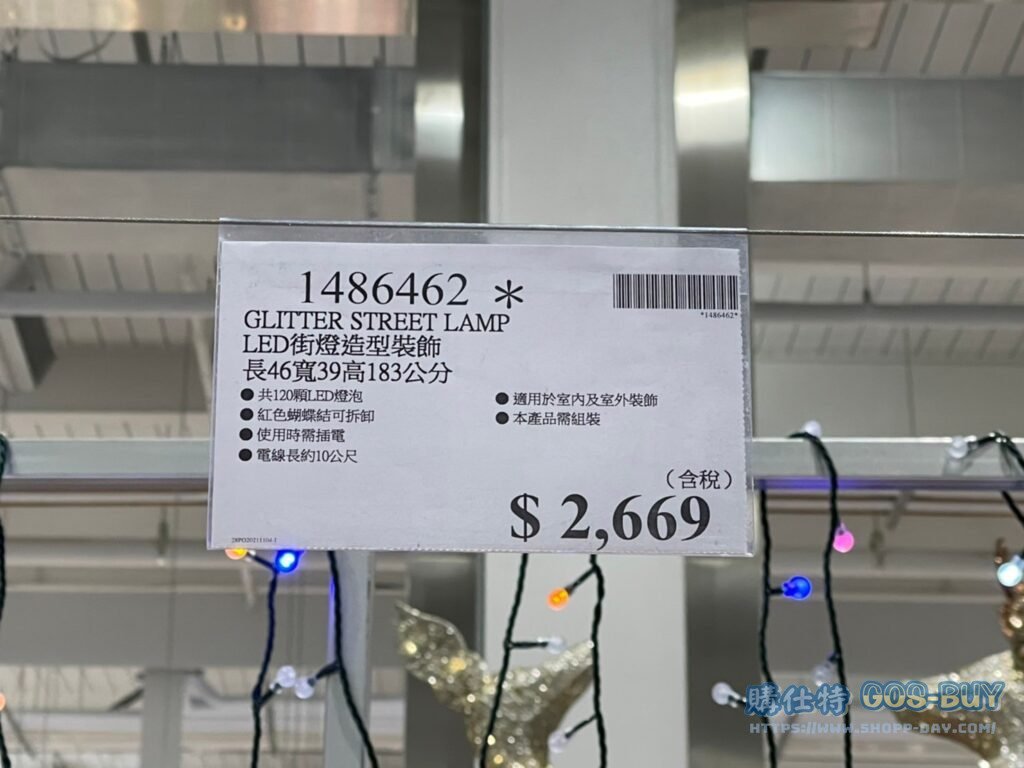 1486462 *
*1486462*
GLITTER STREET LAMP
LED街燈造型裝飾
長46寬39高183公分
● 共120顆LED燈泡
● 紅色蝴蝶結可拆卸
● 使用時需插電
● 電線長約10公尺
● 適用於室內及室外裝飾
● 本產品需組裝
(含稅)
$ 2,669
購仕特 GOS-BUY
HTTPS://WWW.SHOPP-DAY.COM/